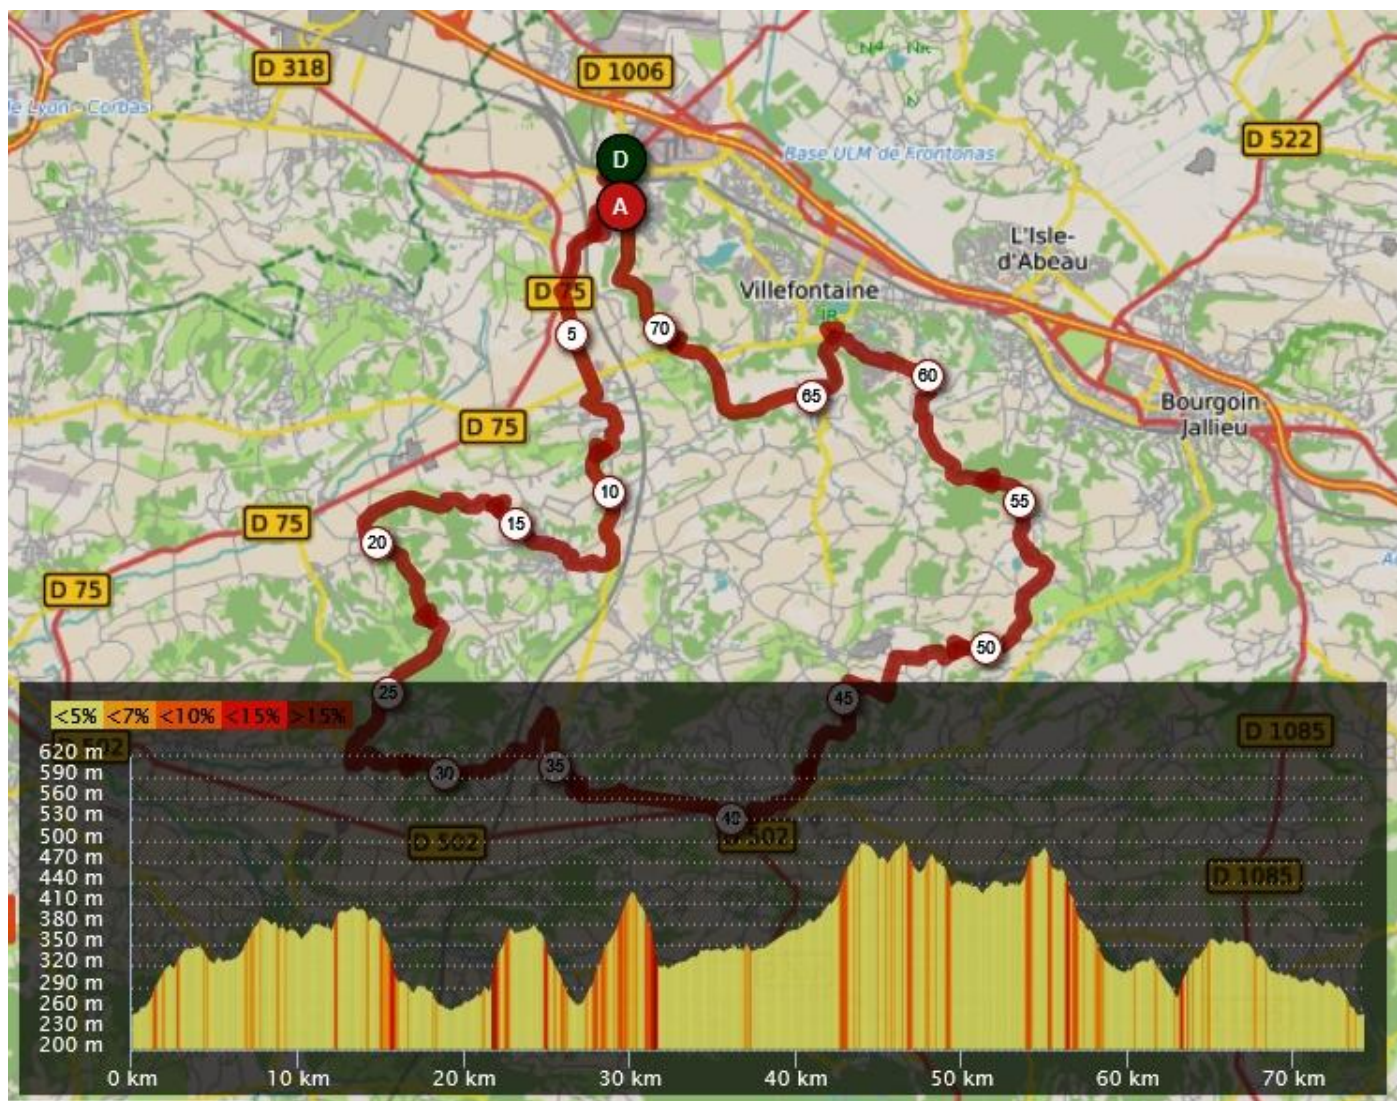 D 318
D 1006
de Lyon - Corbas
D
Base ULM de Frontonas
D 522
A
L'Isle-
d'Abeau
D 75
Villefontaine
5
70
60
65
Bourgoin-
Jallieu
D 75
10
55
D 75
15
20
D 75
50
25
45
<5% <7% <10% <15% >15%
D 502
D 1085
620 m
590 m
560 m
530 m
500 m
470 m
440 m
410 m
380 m
350 m
320 m
290 m
260 m
230 m
200 m
30
35
40
D 502
D 502
D 1085
0 km 10 km 20 km 30 km 40 km 50 km 60 km 70 km